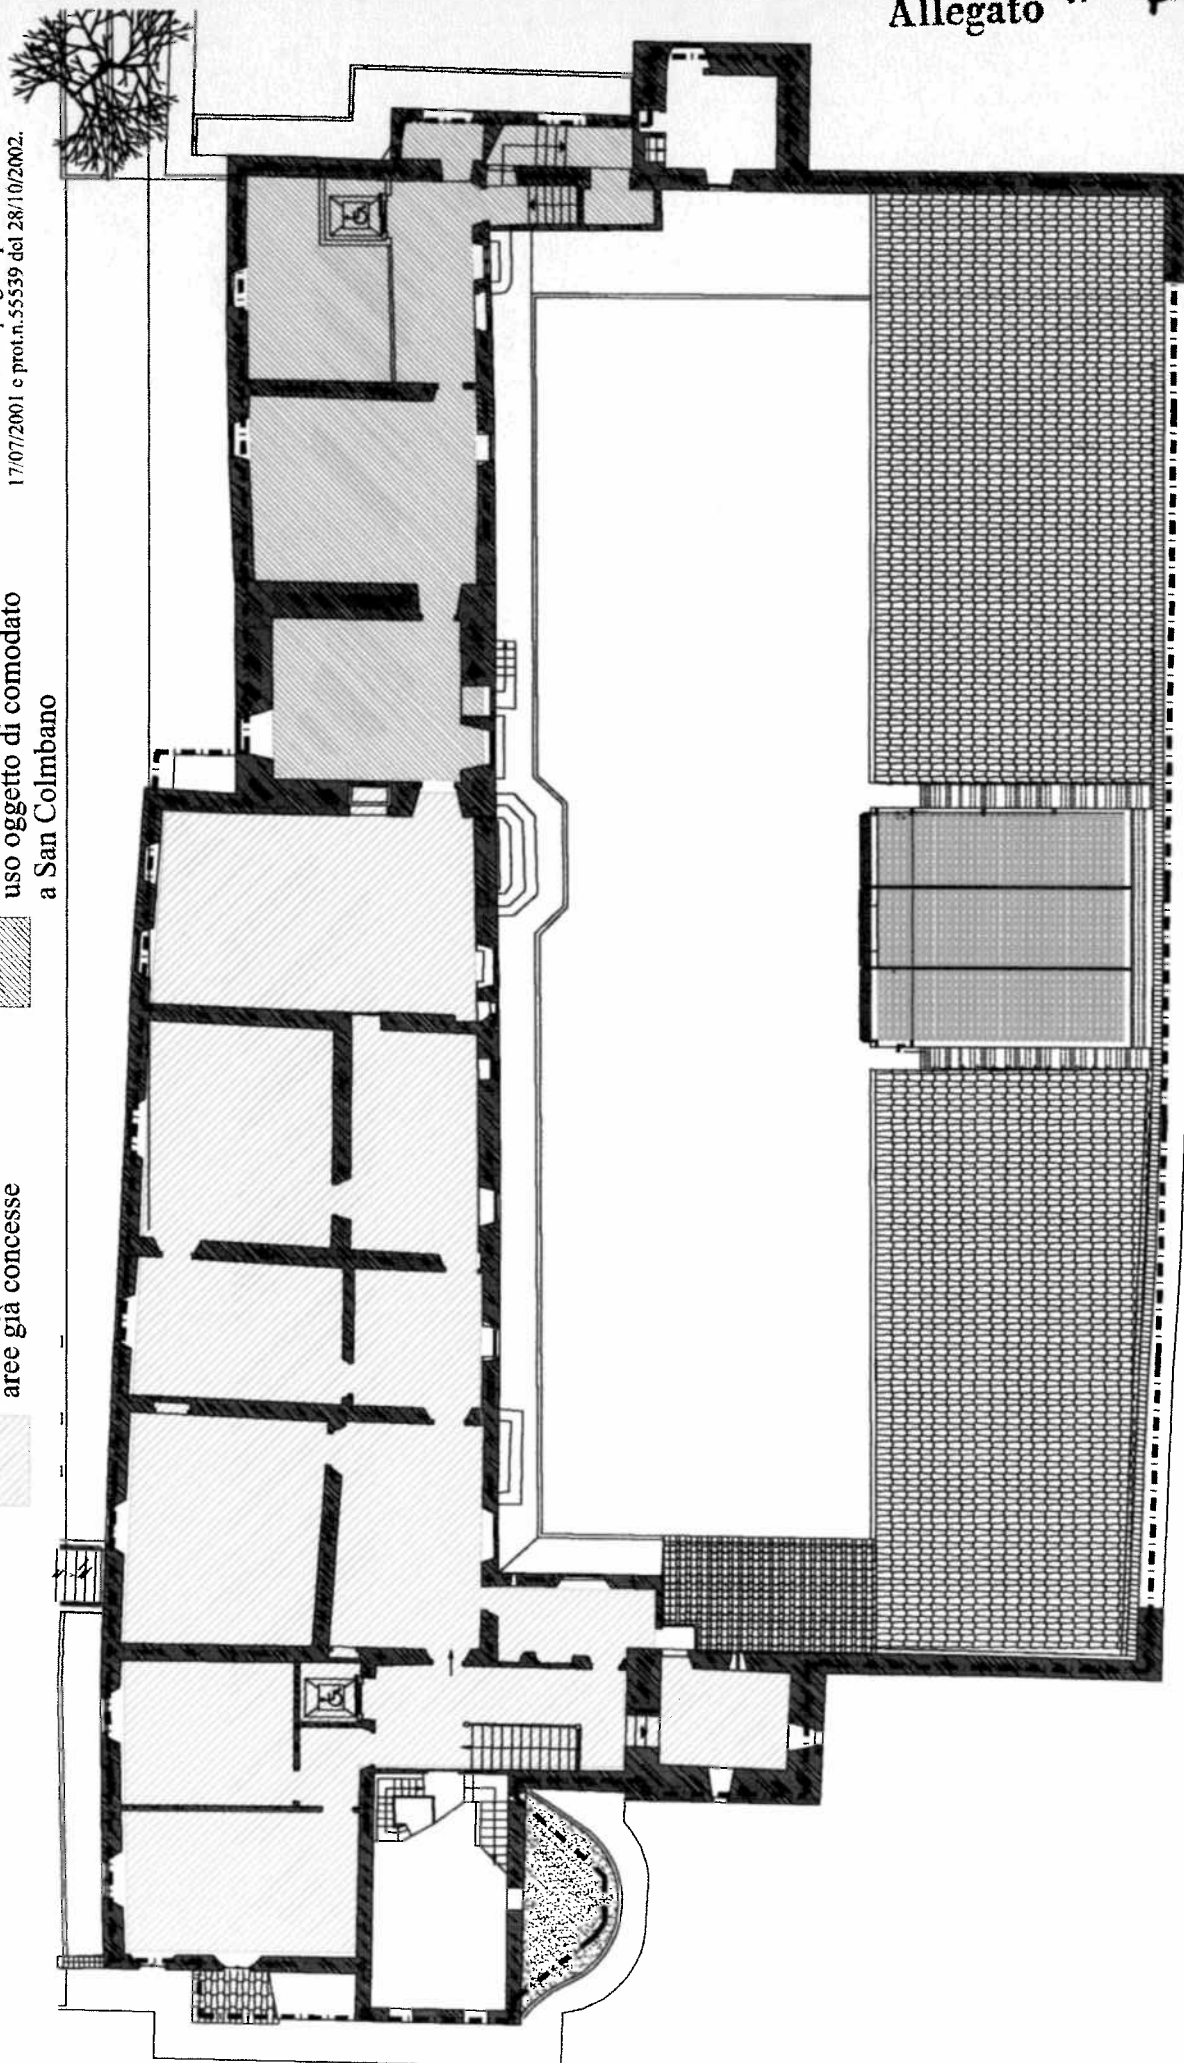 Allegato "
17/07/2001 e prot.n.55539 del 28/10/2002.
uso oggetto di comodato
a San Colmbano
aree già concesse